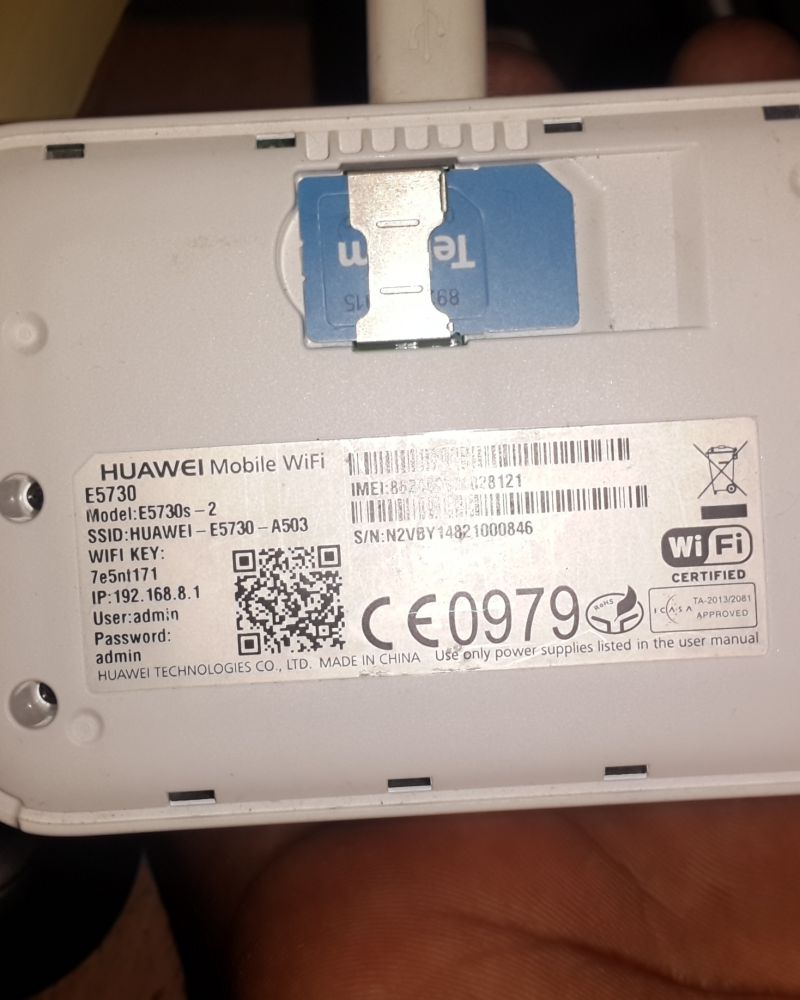 HUAWEI Mobile WiFi
E5730
Model:E5730s-2
SSID:HUAWEI-E5730-A503
WIFI KEY:
7e5nt171
IP:192.168.8.1
User:admin
Password:
admin
S/N:N2VBY14821000846
CE0979
RoHS
ICASA
TA-2013/2081
APPROVED
Wi Fi
CERTIFIED
HUAWEI TECHNOLOGIES CO., LTD. MADE IN CHINA Use only power supplies listed in the user manual